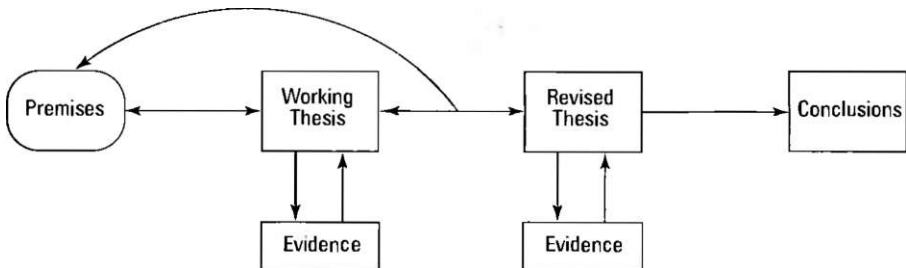 Premises
Working
Thesis
Revised
Thesis
Conclusions
Evidence
Evidence